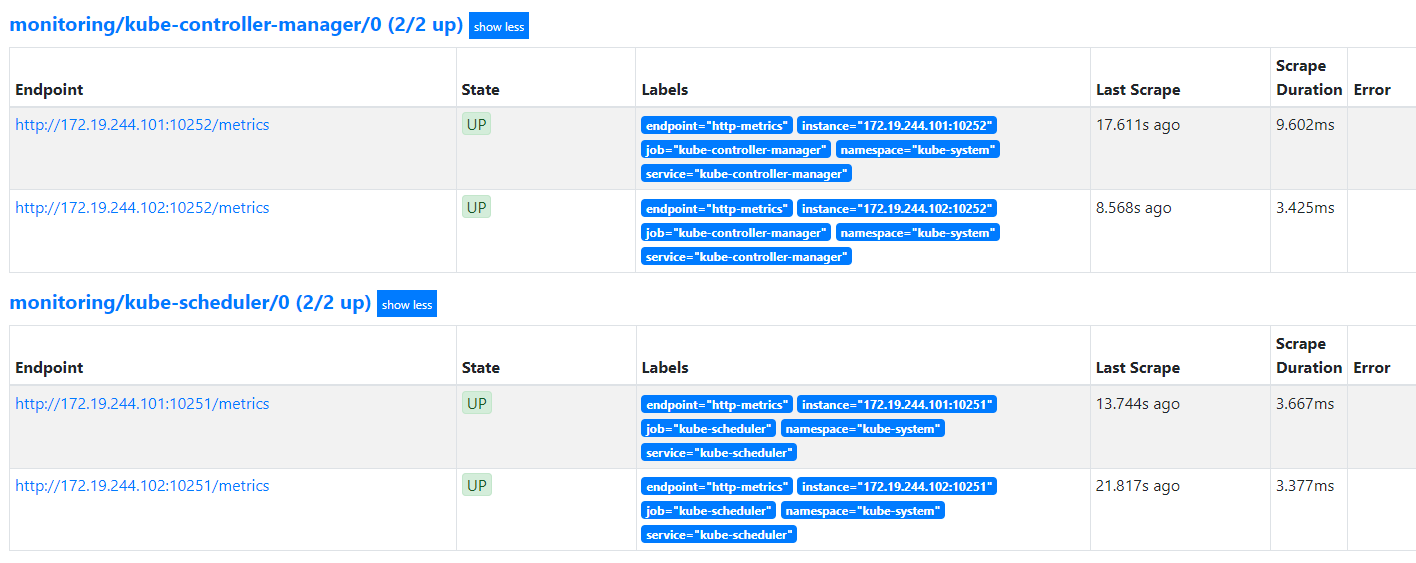 monitoring/kube-controller-manager/0 (2/2 up) show less
Endpoint State Labels Last Scrape Scrape Duration Error
http://172.19.244.101:10252/metrics UP endpoint="http-metrics" instance="172.19.244.101:10252" 17.611s ago 9.602ms
job="kube-controller-manager" namespace="kube-system"
service="kube-controller-manager"
http://172.19.244.102:10252/metrics UP endpoint="http-metrics" instance="172.19.244.102:10252" 8.568s ago 3.425ms
job="kube-controller-manager" namespace="kube-system"
service="kube-controller-manager"
monitoring/kube-scheduler/0 (2/2 up) show less
Endpoint State Labels Last Scrape Scrape Duration Error
http://172.19.244.101:10251/metrics UP endpoint="http-metrics" instance="172.19.244.101:10251" 13.744s ago 3.667ms
job="kube-scheduler" namespace="kube-system"
service="kube-scheduler"
http://172.19.244.102:10251/metrics UP endpoint="http-metrics" instance="172.19.244.102:10251" 21.817s ago 3.377ms
job="kube-scheduler" namespace="kube-system"
service="kube-scheduler"